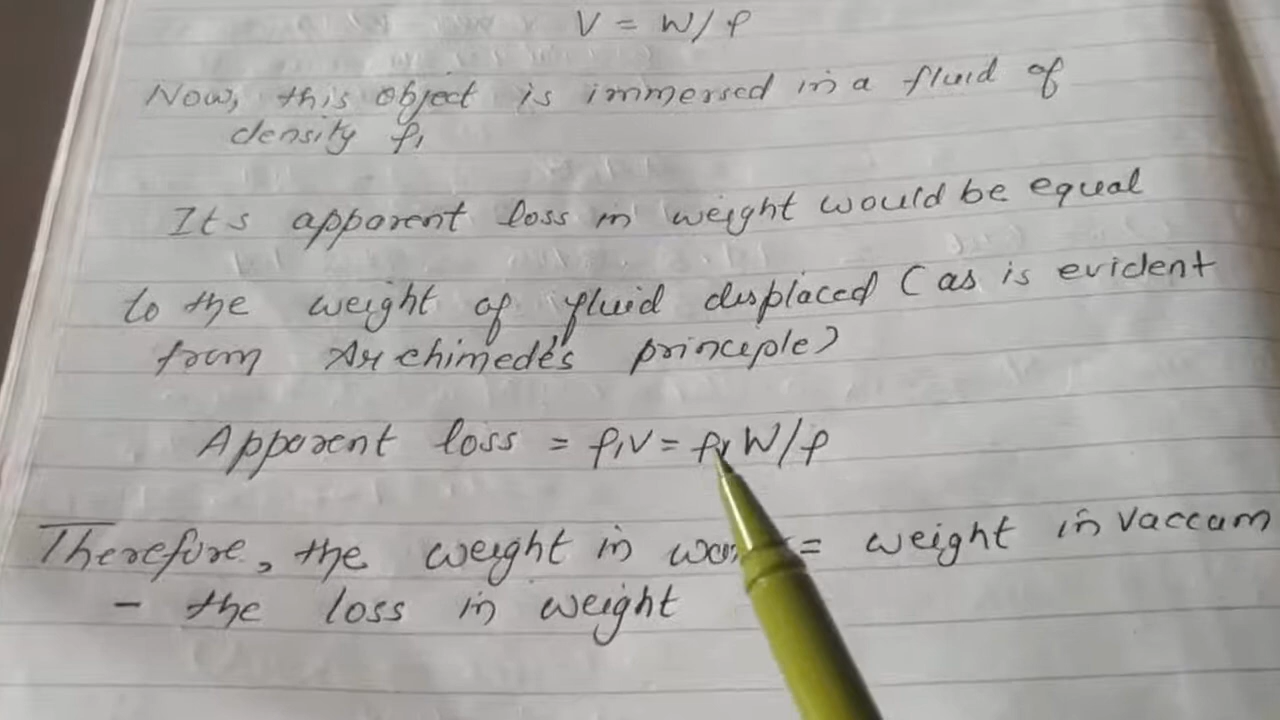 V = W/ρ
Now, this object is immersed in a fluid of
density ρ₁
Its apparent loss in weight would be equal
to the weight of fluid displaced (as is evident
from Archimede's principle)
Apparent loss = ρ₁V = ρ₁W/ρ
Therefore, the weight in = weight in vaccum
- the loss in weight